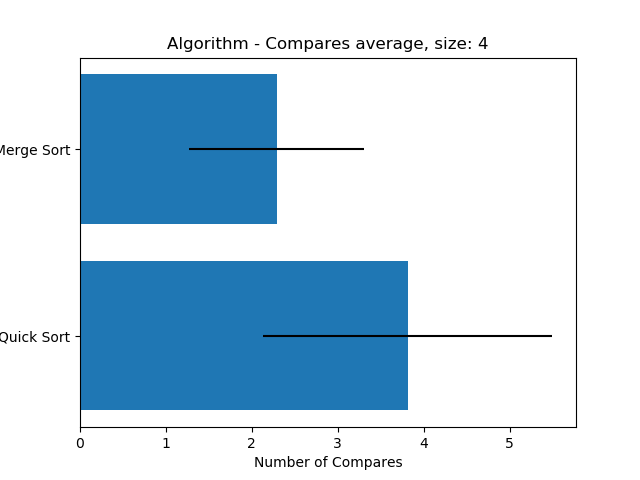 Algorithm - Compares average, size: 4
Merge Sort
Quick Sort
0 1 2 3 4 5
Number of Compares